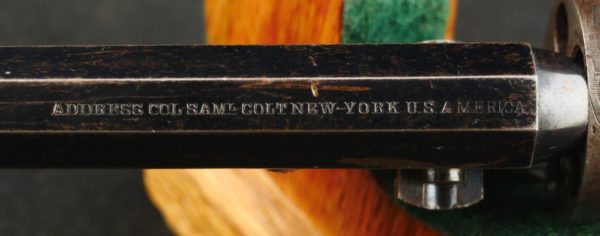 ADDRESS COL SAML COLT NEW-YORK U.S. AMERICA